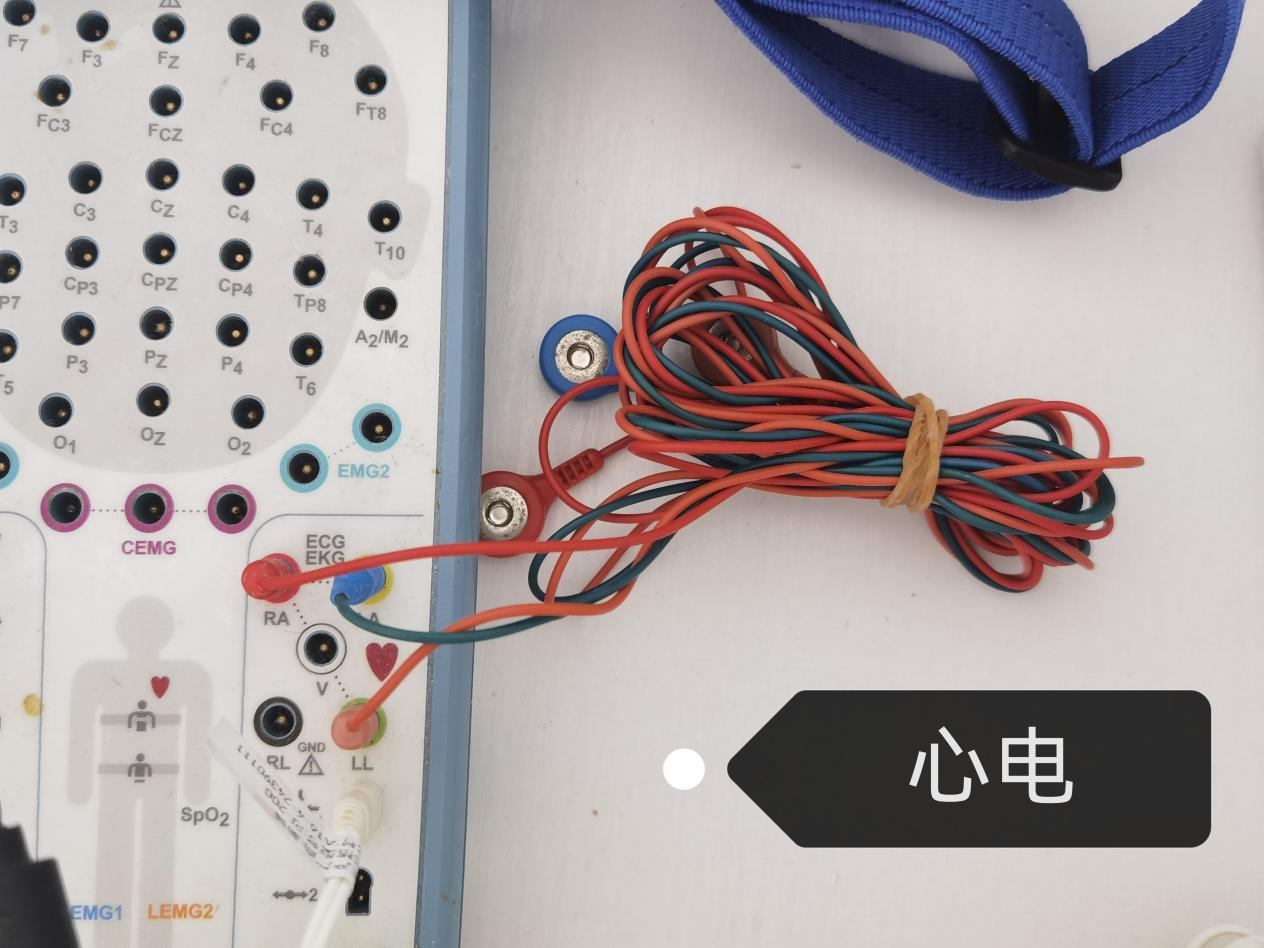 F7 F3 FZ F4 F8
FC3 FCZ FC4 FT8
T3 C3 CZ C4 T4 T10
P7 CP3 CPZ CP4 TP8
A2/M2
T5 P3 PZ P4 T6
O1 OZ O2
EMG2
CEMG
ECG
EKG
RA
V
RL GND LL
SpO2
2
EMG1 LEMG2
心电